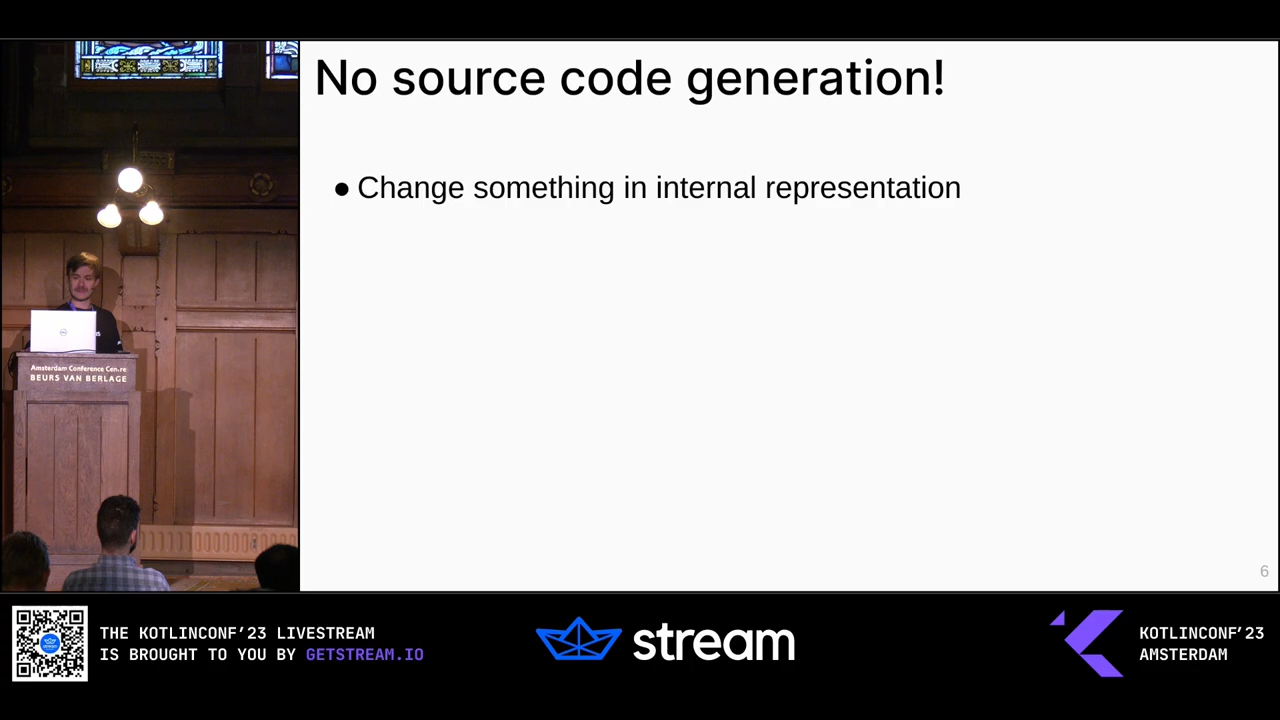 No source code generation!
● Change something in internal representation
Amsterdam Conference Centre
BEURS VAN BERLAGE
6
THE KOTLINCONF'23 LIVESTREAM
IS BROUGHT TO YOU BY GETSTREAM.IO
stream
KOTLINCONF'23
AMSTERDAM